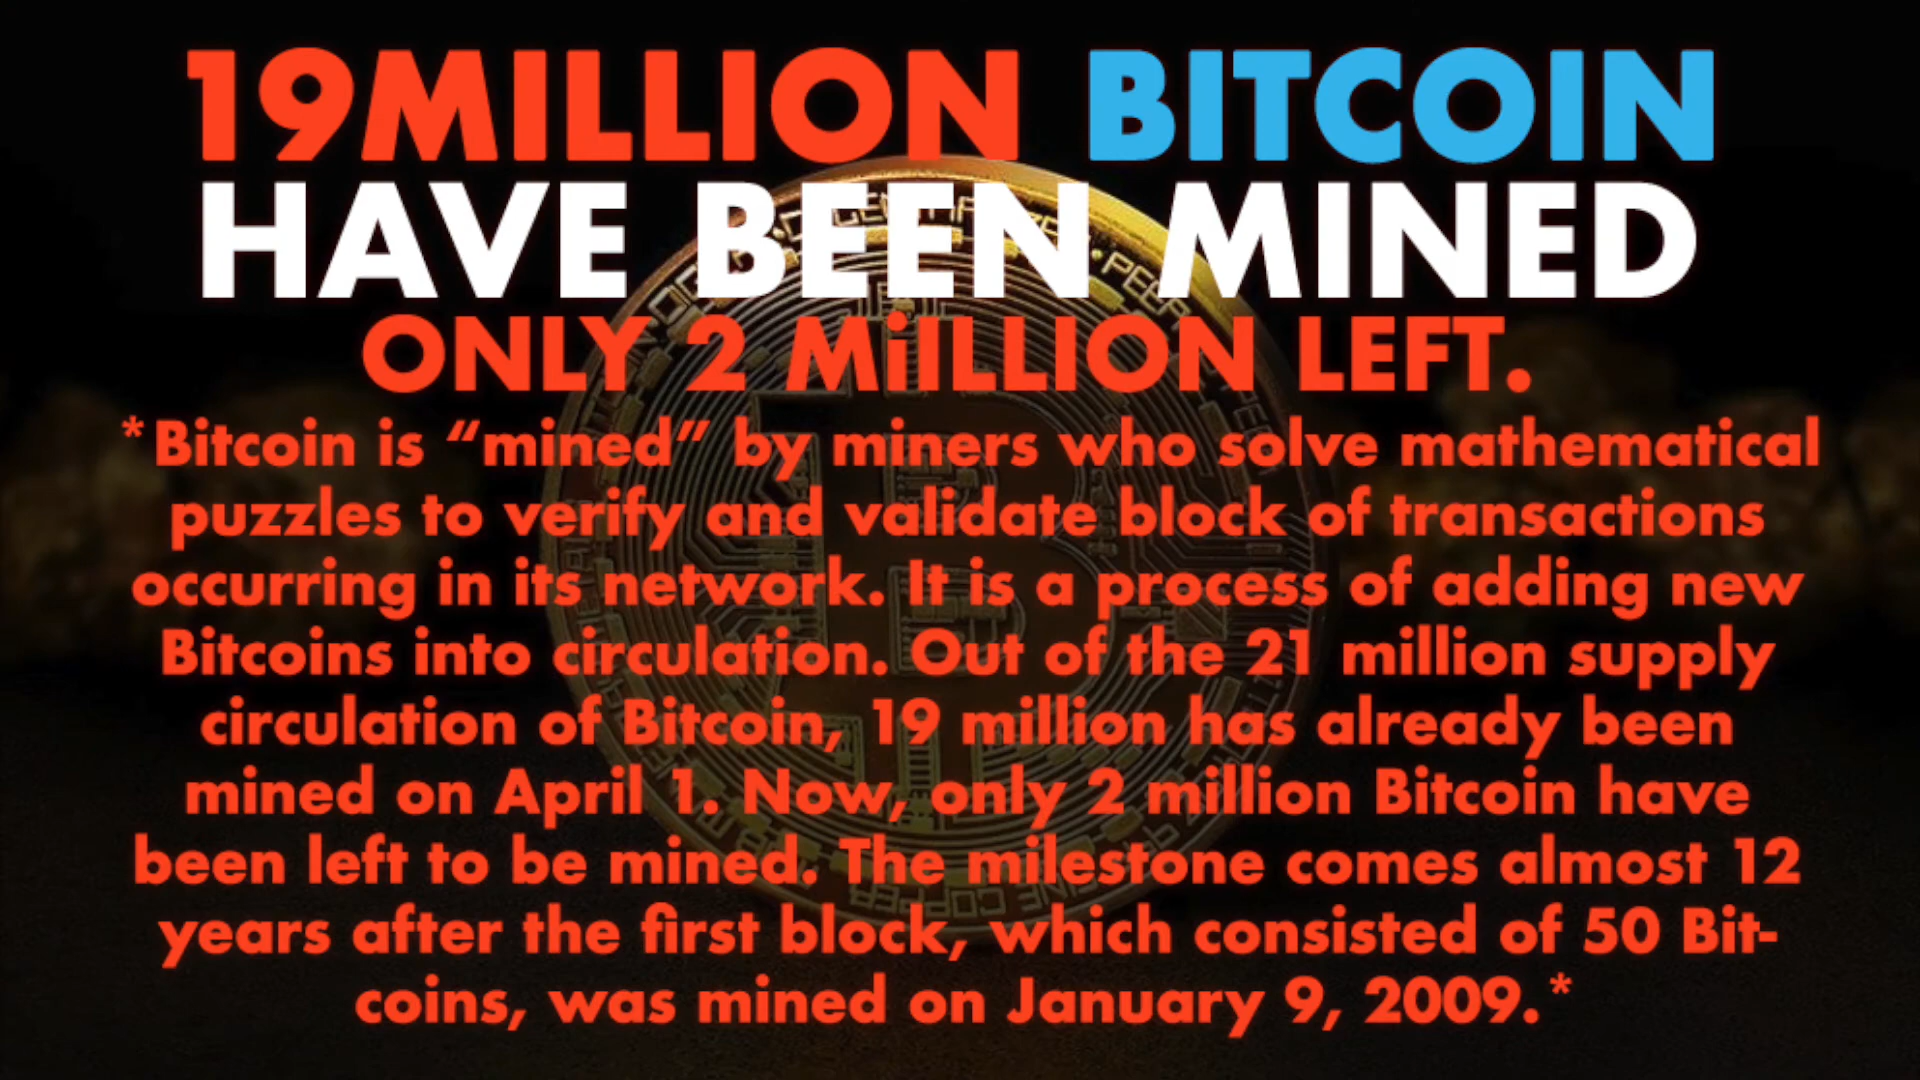 19MILLION BITCOIN
HAVE BEEN MINED
ONLY 2 MiILLION LEFT.
*Bitcoin is “mined” by miners who solve mathematical
puzzles to verify and validate block of transactions
occurring in its network. It is a process of adding new
Bitcoins into circulation. Out of the 21 million supply
circulation of Bitcoin, 19 million has already been
mined on April 1. Now, only 2 million Bitcoin have
been left to be mined. The milestone comes almost 12
years after the first block, which consisted of 50 Bit-
coins, was mined on January 9, 2009.*